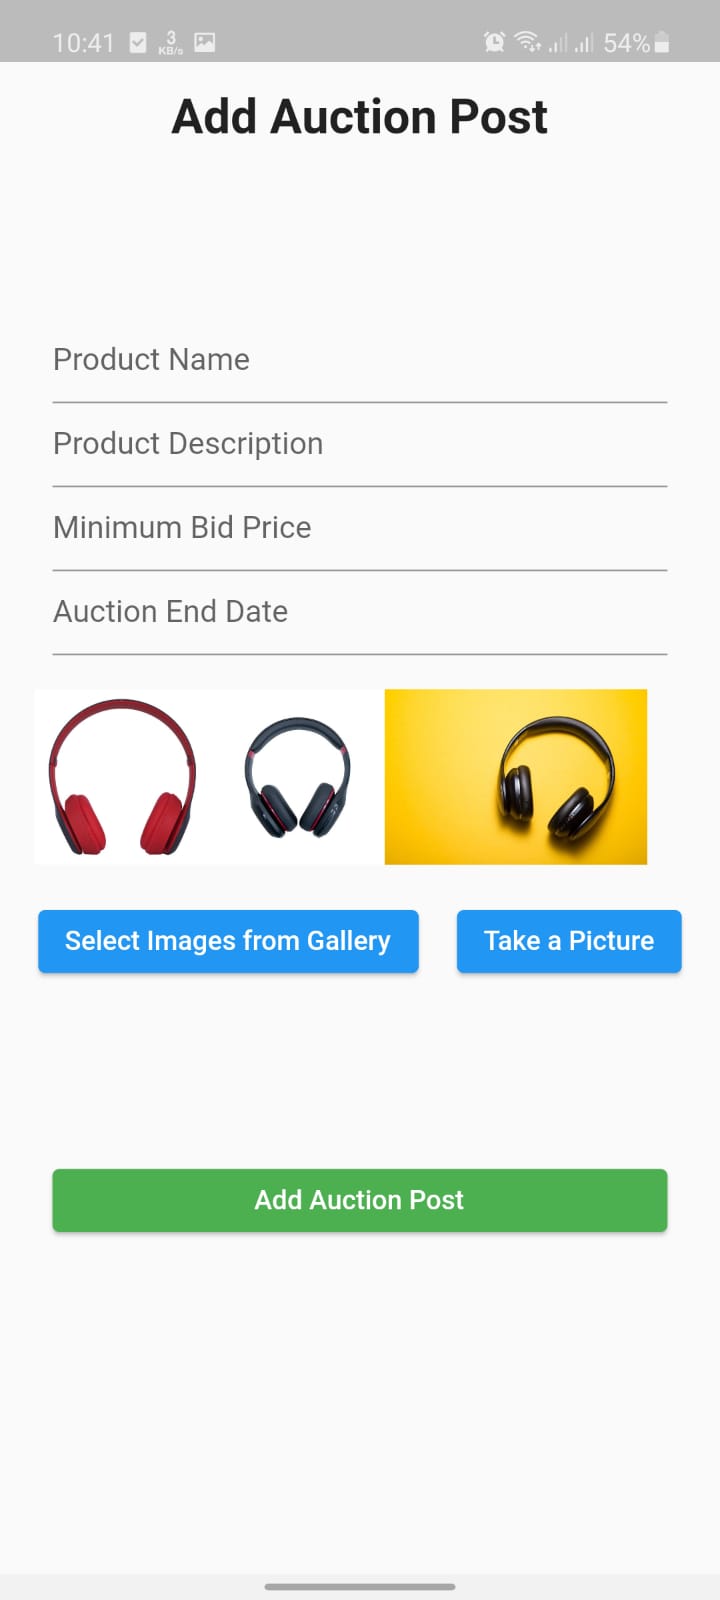 10:41 3 KB/s 54%
Add Auction Post
Product Name
Product Description
Minimum Bid Price
Auction End Date
Select Images from Gallery Take a Picture
Add Auction Post